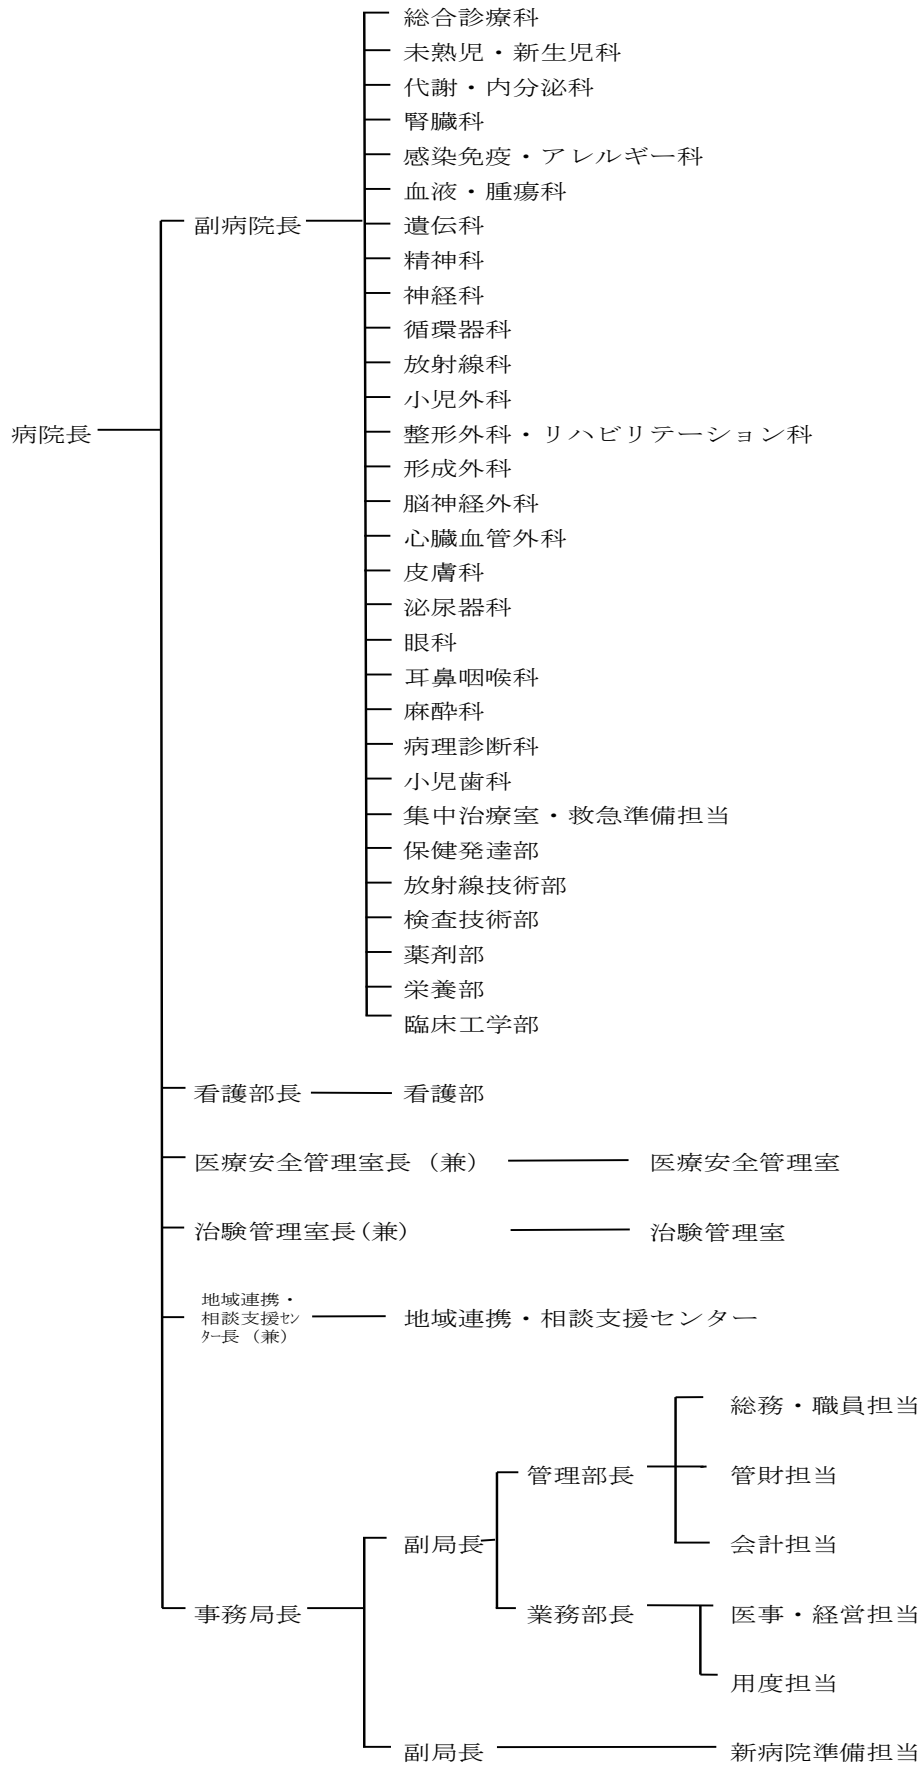 総合診療科
未熟児・新生児科
代謝・内分泌科
腎臓科
感染免疫・アレルギー科
血液・腫瘍科
副病院長
遺伝科
精神科
神経科
循環器科
放射線科
小児外科
病院長
整形外科・リハビリテーション科
形成外科
脳神経外科
心臓血管外科
皮膚科
泌尿器科
眼科
耳鼻咽喉科
麻酔科
病理診断科
小児歯科
集中治療室・救急準備担当
保健発達部
放射線技術部
検査技術部
薬剤部
栄養部
臨床工学部
看護部長
看護部
医療安全管理室長（兼）
医療安全管理室
治験管理室長(兼)
治験管理室
地域連携・
相談支援ｾﾝ
ﾀｰ長（兼）
地域連携・相談支援センター
総務・職員担当
管理部長
管財担当
副局長
会計担当
事務局長
業務部長
医事・経営担当
用度担当
副局長
新病院準備担当